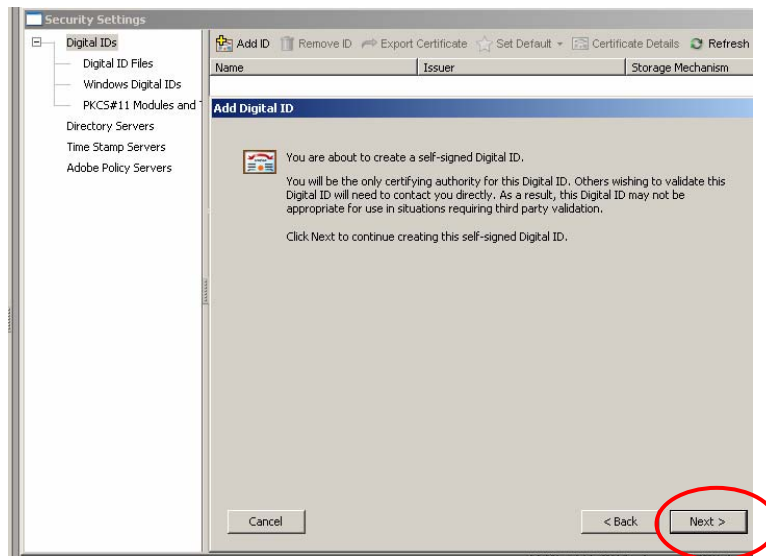 Security Settings
Digital IDs
Digital ID Files
Windows Digital IDs
PKCS#11 Modules and
Directory Servers
Time Stamp Servers
Adobe Policy Servers
Add ID Remove ID Export Certificate Set Default Certificate Details Refresh
Name Issuer Storage Mechanism
Add Digital ID
You are about to create a self-signed Digital ID.
You will be the only certifying authority for this Digital ID. Others wishing to validate this
Digital ID will need to contact you directly. As a result, this Digital ID may not be
appropriate for use in situations requiring third party validation.
Click Next to continue creating this self-signed Digital ID.
Cancel < Back Next >